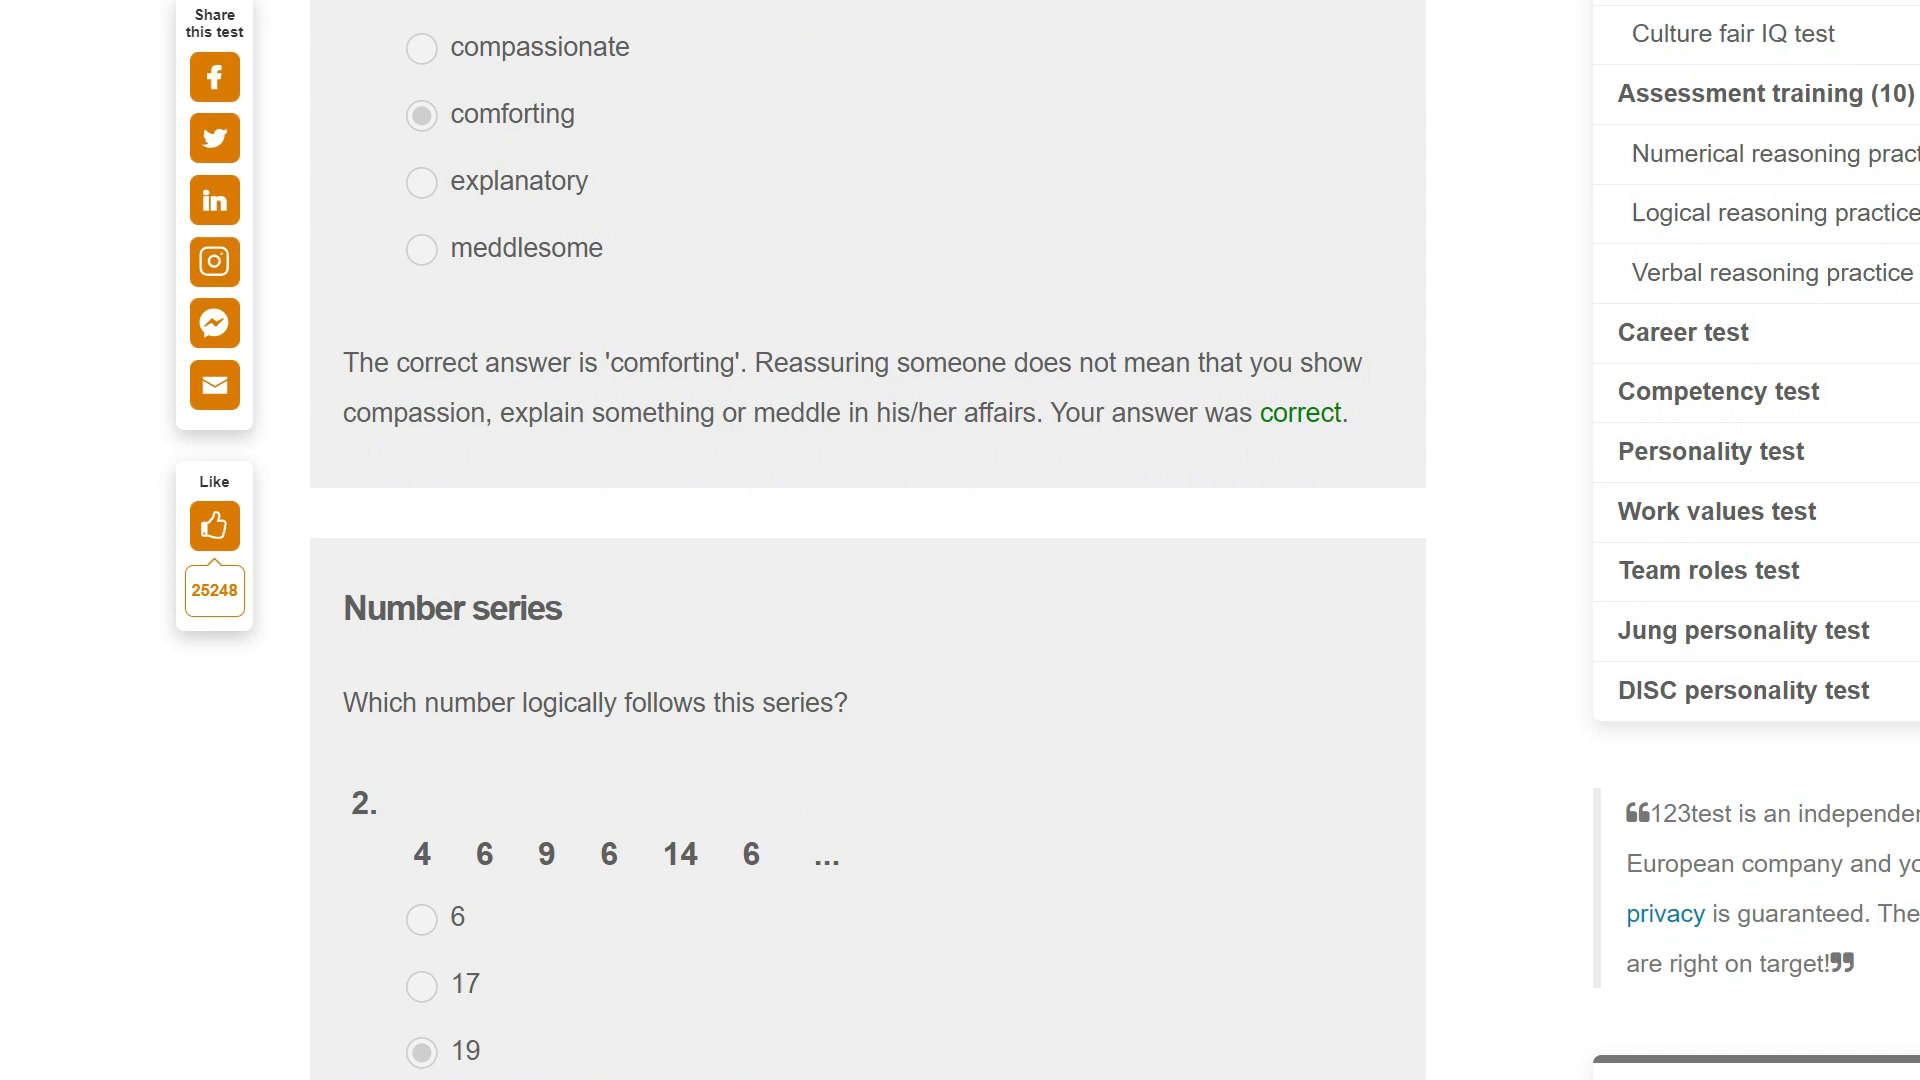 Share
this test
Like
25248
compassionate
comforting
explanatory
meddlesome
The correct answer is 'comforting'. Reassuring someone does not mean that you show
compassion, explain something or meddle in his/her affairs. Your answer was correct.
Number series
Which number logically follows this series?
2.
4 6 9 6 14 6 ...
6
17
19
Culture fair IQ test
Assessment training (10)
Numerical reasoning pract
Logical reasoning practice
Verbal reasoning practice
Career test
Competency test
Personality test
Work values test
Team roles test
Jung personality test
DISC personality test
❝123test is an independen
European company and yo
privacy is guaranteed. The
are right on target!❞